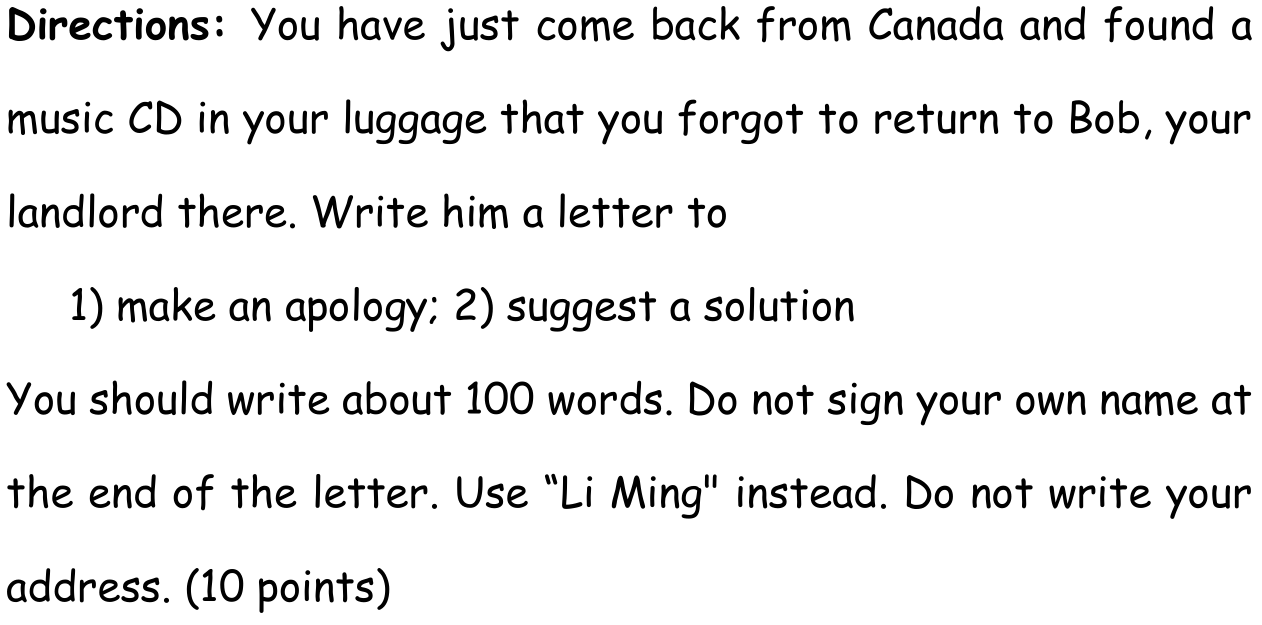 Directions: You have just come back from Canada and found a
music CD in your luggage that you forgot to return to Bob, your
landlord there. Write him a letter to
1) make an apology; 2) suggest a solution
You should write about 100 words. Do not sign your own name at
the end of the letter. Use “Li Ming" instead. Do not write your
address. (10 points)